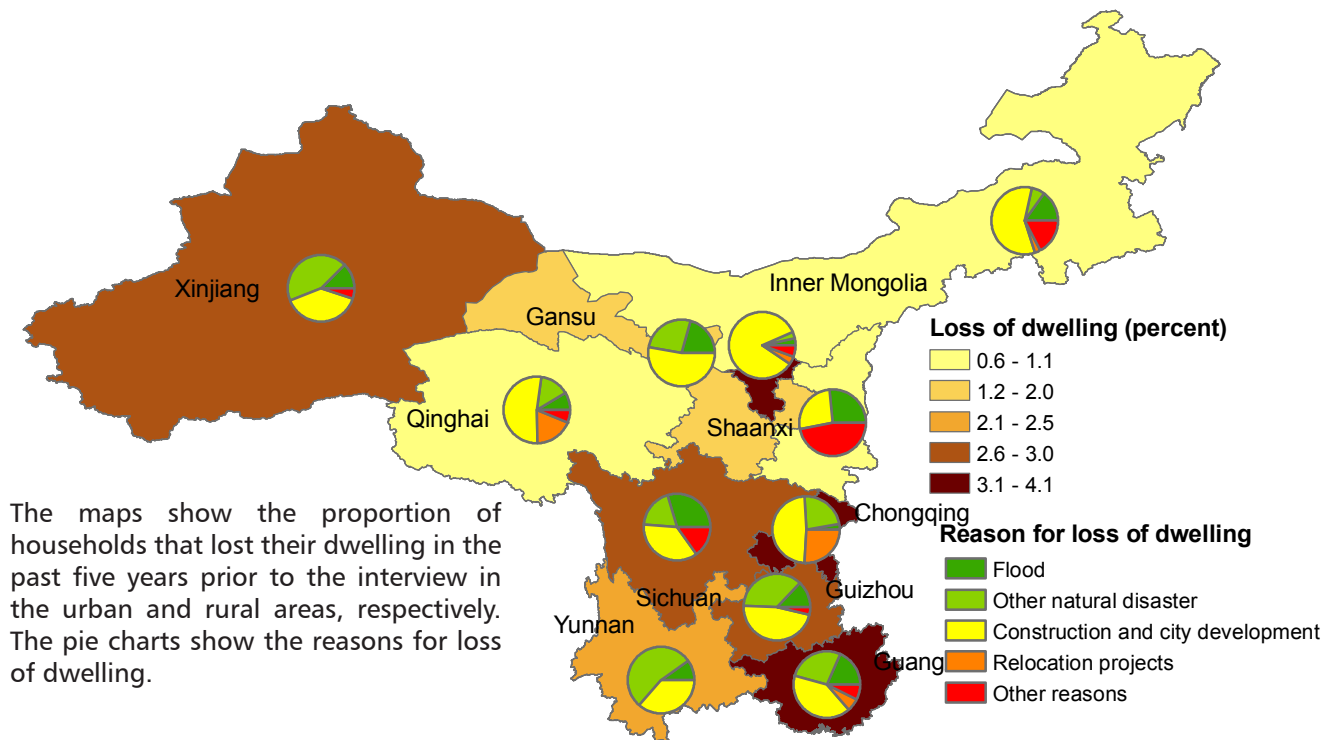 Xinjiang
Gansu
Inner Mongolia
Qinghai
Shaanxi
Chongqing
Guizhou
Sichuan
Yunnan
Guang
Loss of dwelling (percent)
0.6 - 1.1
1.2 - 2.0
2.1 - 2.5
2.6 - 3.0
3.1 - 4.1
Reason for loss of dwelling
Flood
Other natural disaster
Construction and city development
Relocation projects
Other reasons
The maps show the proportion of
households that lost their dwelling in the
past five years prior to the interview in
the urban and rural areas, respectively.
The pie charts show the reasons for loss
of dwelling.